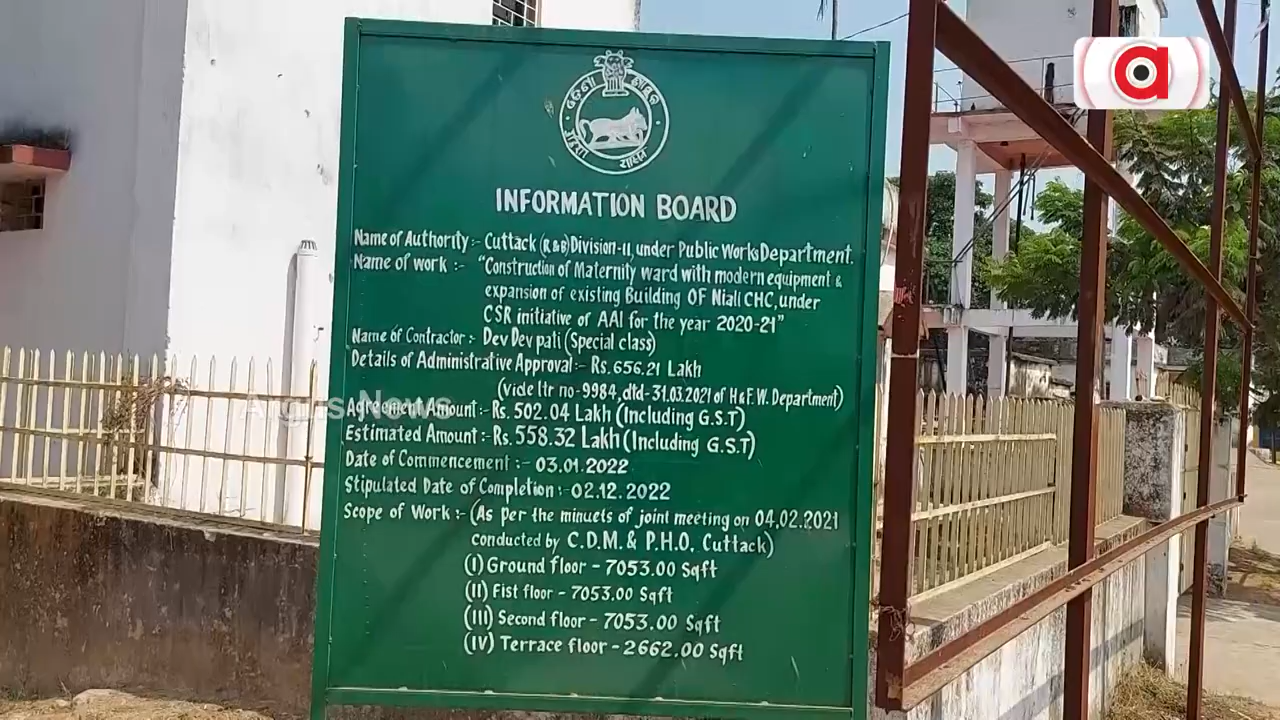 ଓଡ଼ିଶା ଶାସନ
INFORMATION BOARD
Name of Authority:- Cuttack (R&B) Division-II, under Public Works Department.
Name of work :- "Construction of Maternity ward with modern equipment &
expansion of existing Building OF Niali CHC, under
CSR initiative of AAI for the year 2020-21"
Name of Contractor :- Dev Dev pati (Special class)
Details of Administrative Approval:- Rs. 656.21 Lakh
(vide ltr no-9984, dtd-31.03.2021 of H&F.W. Department)
Agreement Amount:- Rs. 502.04 Lakh (Including G.S.T)
Estimated Amount:- Rs. 558.32 Lakh (Including G.S.T)
Date of Commencement :- 03.01.2022
Stipulated Date of Completion:- 02.12.2022
Scope of Work :- (As per the minuets of joint meeting on 04,02.2021
conducted by C.D.M. & P.H.O, Cuttack)
(I) Ground floor - 7053.00 Sqft
(II) Fist floor - 7053.00 Sqft
(III) Second floor - 7053.00 Sqft
(IV) Terrace floor - 2662.00 Sqft
Argus News
a